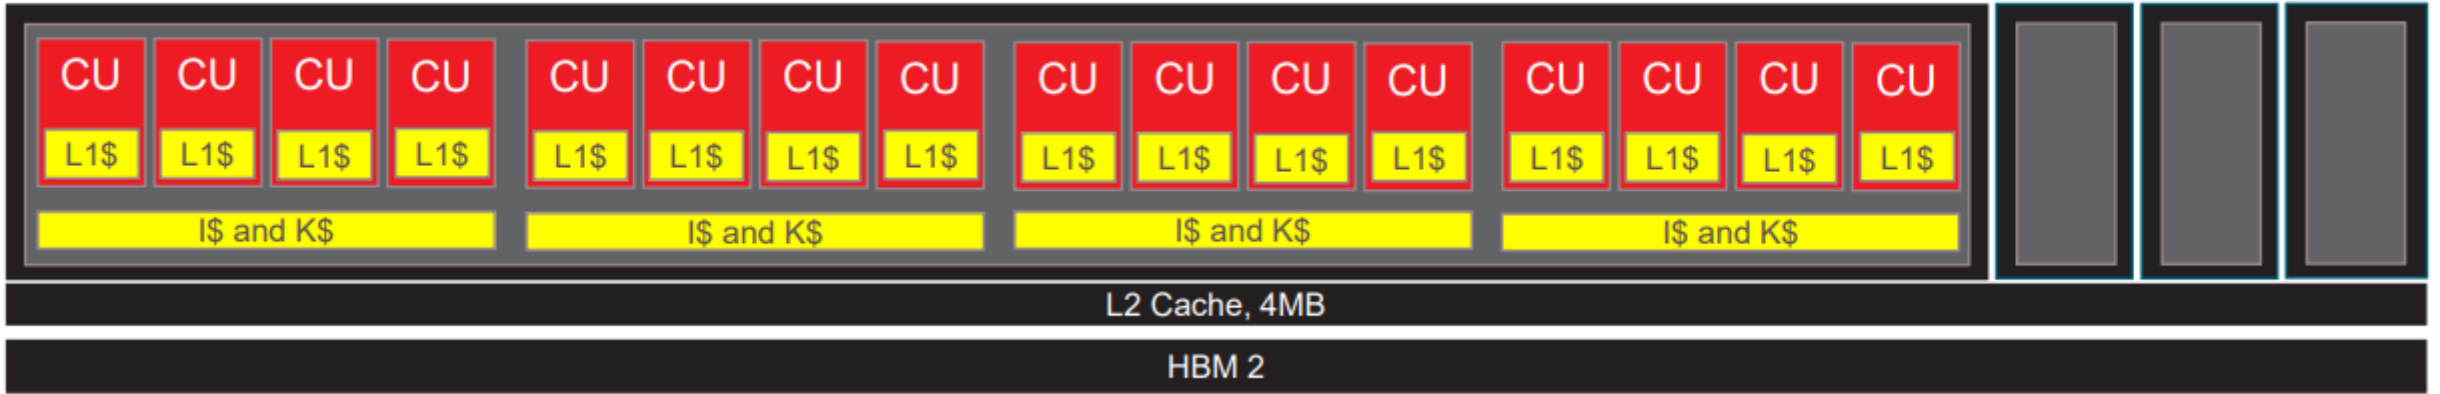 CU CU CU CU CU CU CU CU CU CU CU CU CU CU CU CU
L1$ L1$ L1$ L1$ L1$ L1$ L1$ L1$ L1$ L1$ L1$ L1$ L1$ L1$ L1$ L1$
I$ and K$ I$ and K$ I$ and K$ I$ and K$
L2 Cache, 4MB
HBM 2